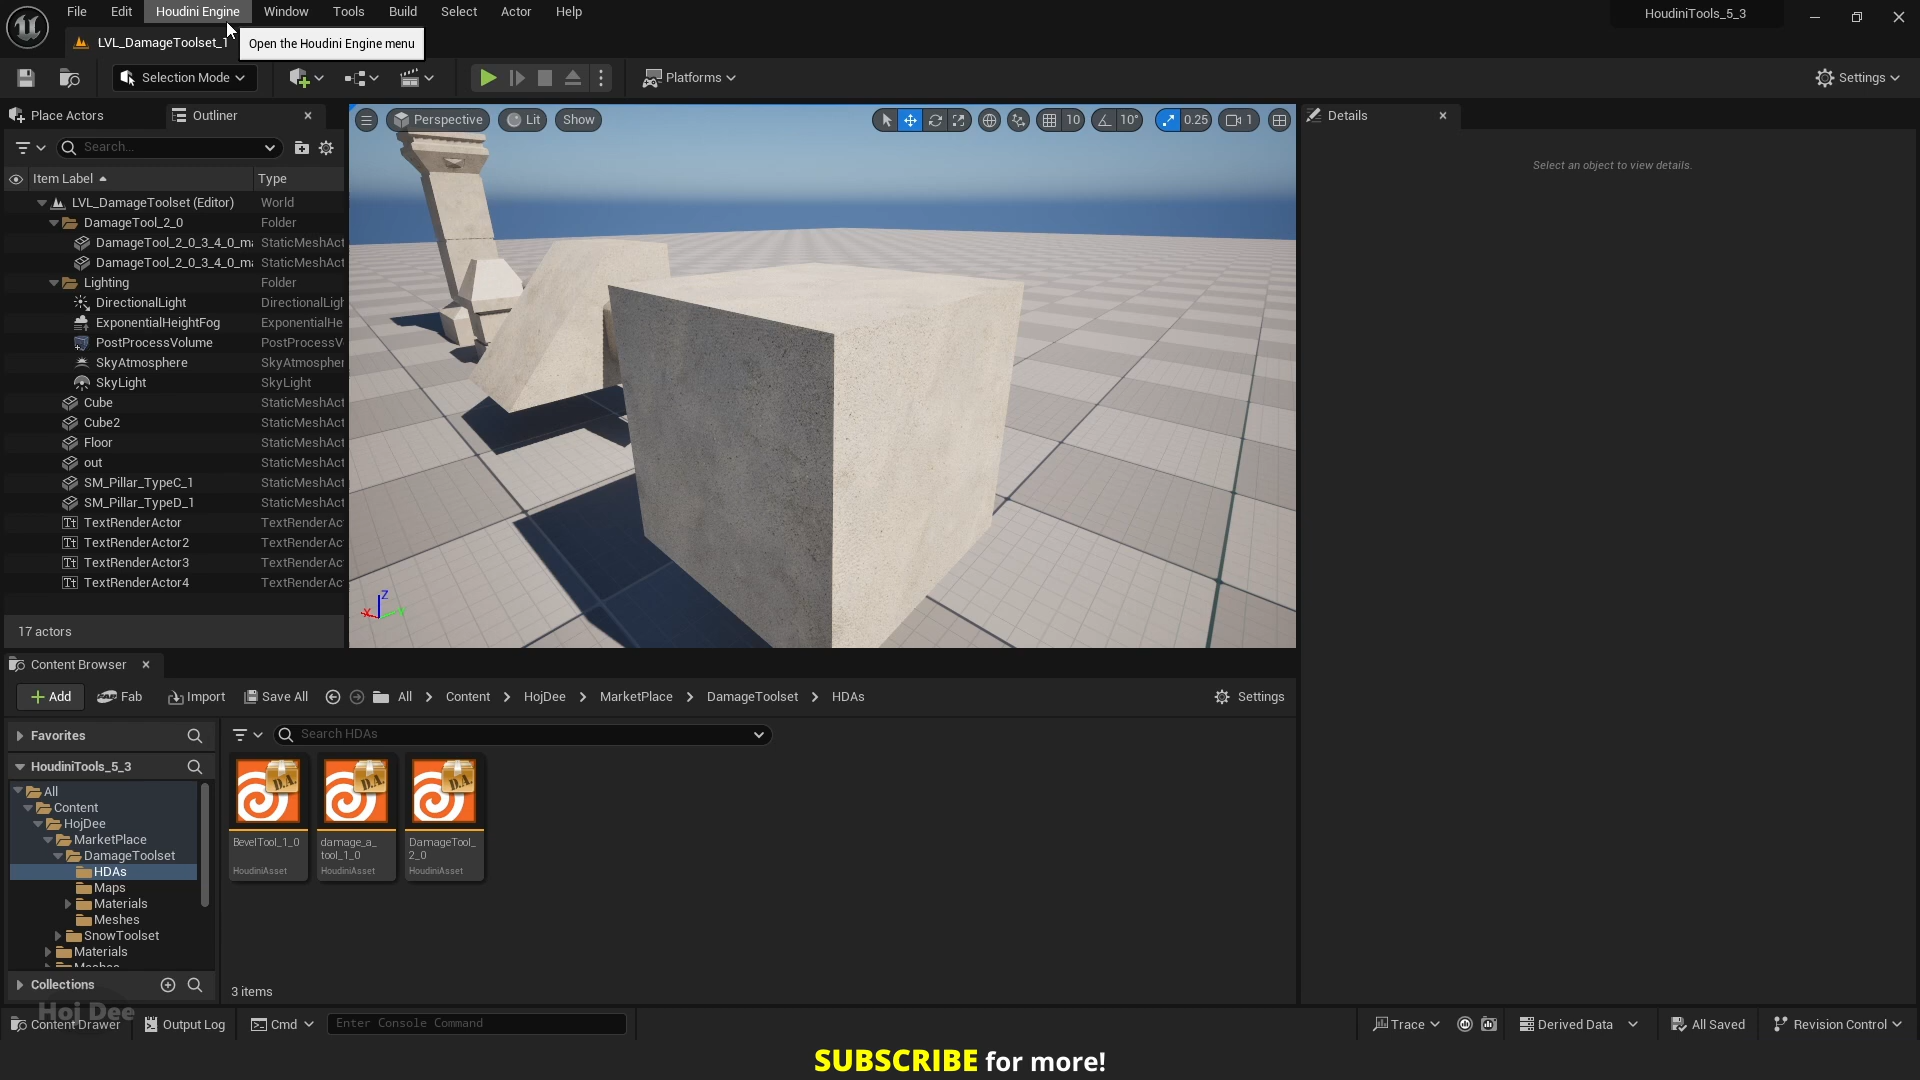 File Edit Houdini Engine Window Tools Build Select Actor Help
HoudiniTools_5_3
LVL_DamageToolset_1
Open the Houdini Engine menu
Selection Mode
Platforms
Settings
Place Actors
Outliner
Perspective
Lit
Show
10
10°
0.25
1
Details
Search...
Select an object to view details.
Item Label
Type
LVL_DamageToolset (Editor) World
DamageTool_2_0 Folder
DamageTool_2_0_3_4_0_ma StaticMeshAct
DamageTool_2_0_3_4_0_ma StaticMeshAct
Lighting Folder
DirectionalLight DirectionalLigh
ExponentialHeightFog ExponentialHe
PostProcessVolume PostProcessV
SkyAtmosphere SkyAtmospher
SkyLight SkyLight
Cube StaticMeshAct
Cube2 StaticMeshAct
Floor StaticMeshAct
out StaticMeshAct
SM_Pillar_TypeC_1 StaticMeshAct
SM_Pillar_TypeD_1 StaticMeshAct
TextRenderActor TextRenderAc
TextRenderActor2 TextRenderAc
TextRenderActor3 TextRenderAc
TextRenderActor4 TextRenderAc
Z
17 actors
Content Browser
Add
Fab
Import
Save All
All > Content > HojDee > MarketPlace > DamageToolset > HDAs
Settings
Favorites
Search HDAs
HoudiniTools_5_3
All
Content
HojDee
MarketPlace
DamageToolset
HDAs
Maps
Materials
Meshes
SnowToolset
Materials
D.A.
D.A.
D.A.
BevelTool_1_0
HoudiniAsset
damage_a_
tool_1_0
HoudiniAsset
DamageTool_
2_0
HoudiniAsset
Collections
3 items
Hoj Dee
Content Drawer
Output Log
Cmd
Enter Console Command
Trace
Derived Data
All Saved
Revision Control
SUBSCRIBE for more!